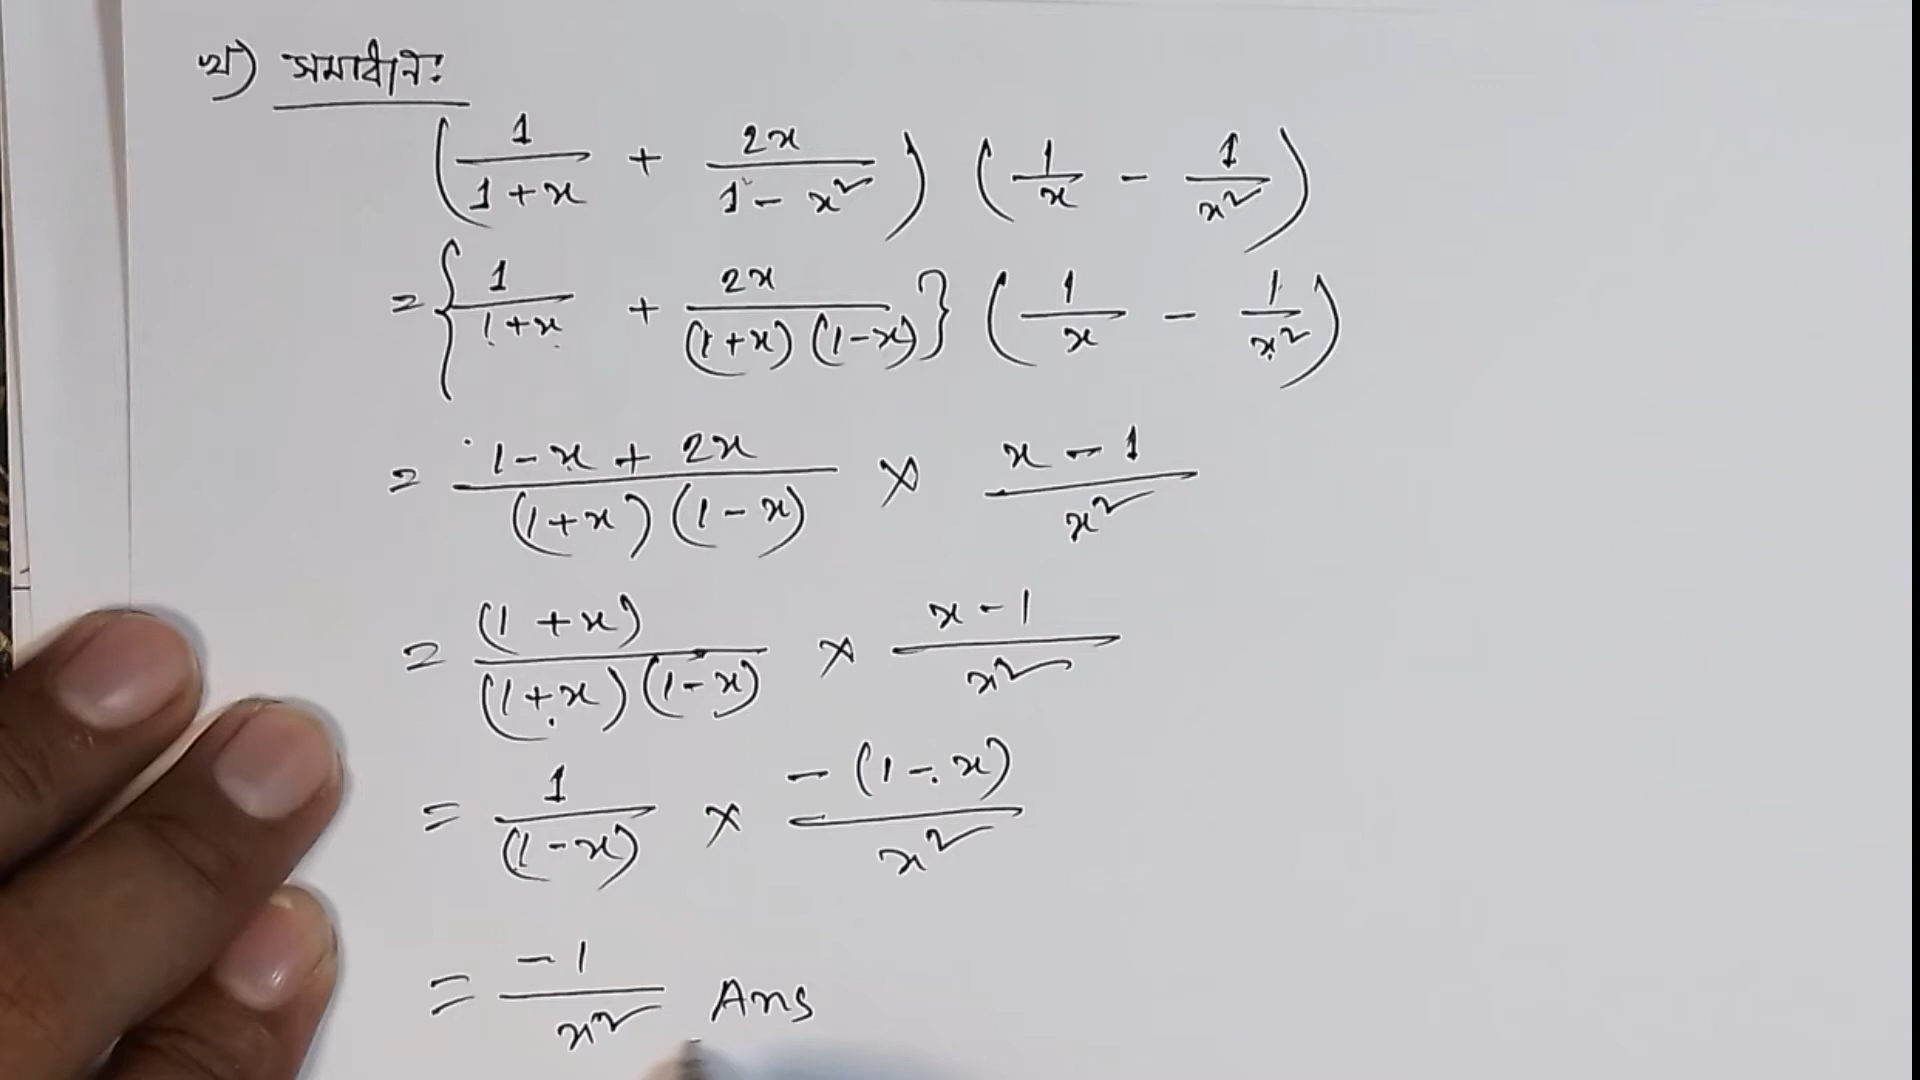 খ) সমাধান:
(1/(1+x) + 2x/(1-x²)) (1/x - 1/x²)
= {1/(1+x) + 2x/((1+x)(1-x))} (1/x - 1/x²)
= (1-x+2x)/((1+x)(1-x)) × (x-1)/x²
= (1+x)/((1+x)(1-x)) × (x-1)/x²
= 1/(1-x) × -(1-x)/x²
= -1/x² Ans